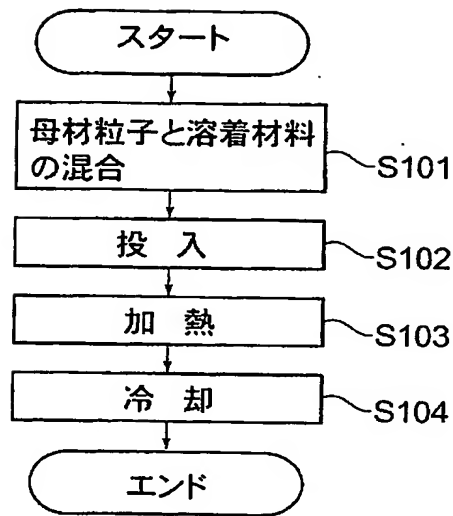 スタート
母材粒子と溶着材料
の混合
S101
投 入
S102
加 熱
S103
冷 却
S104
エンド